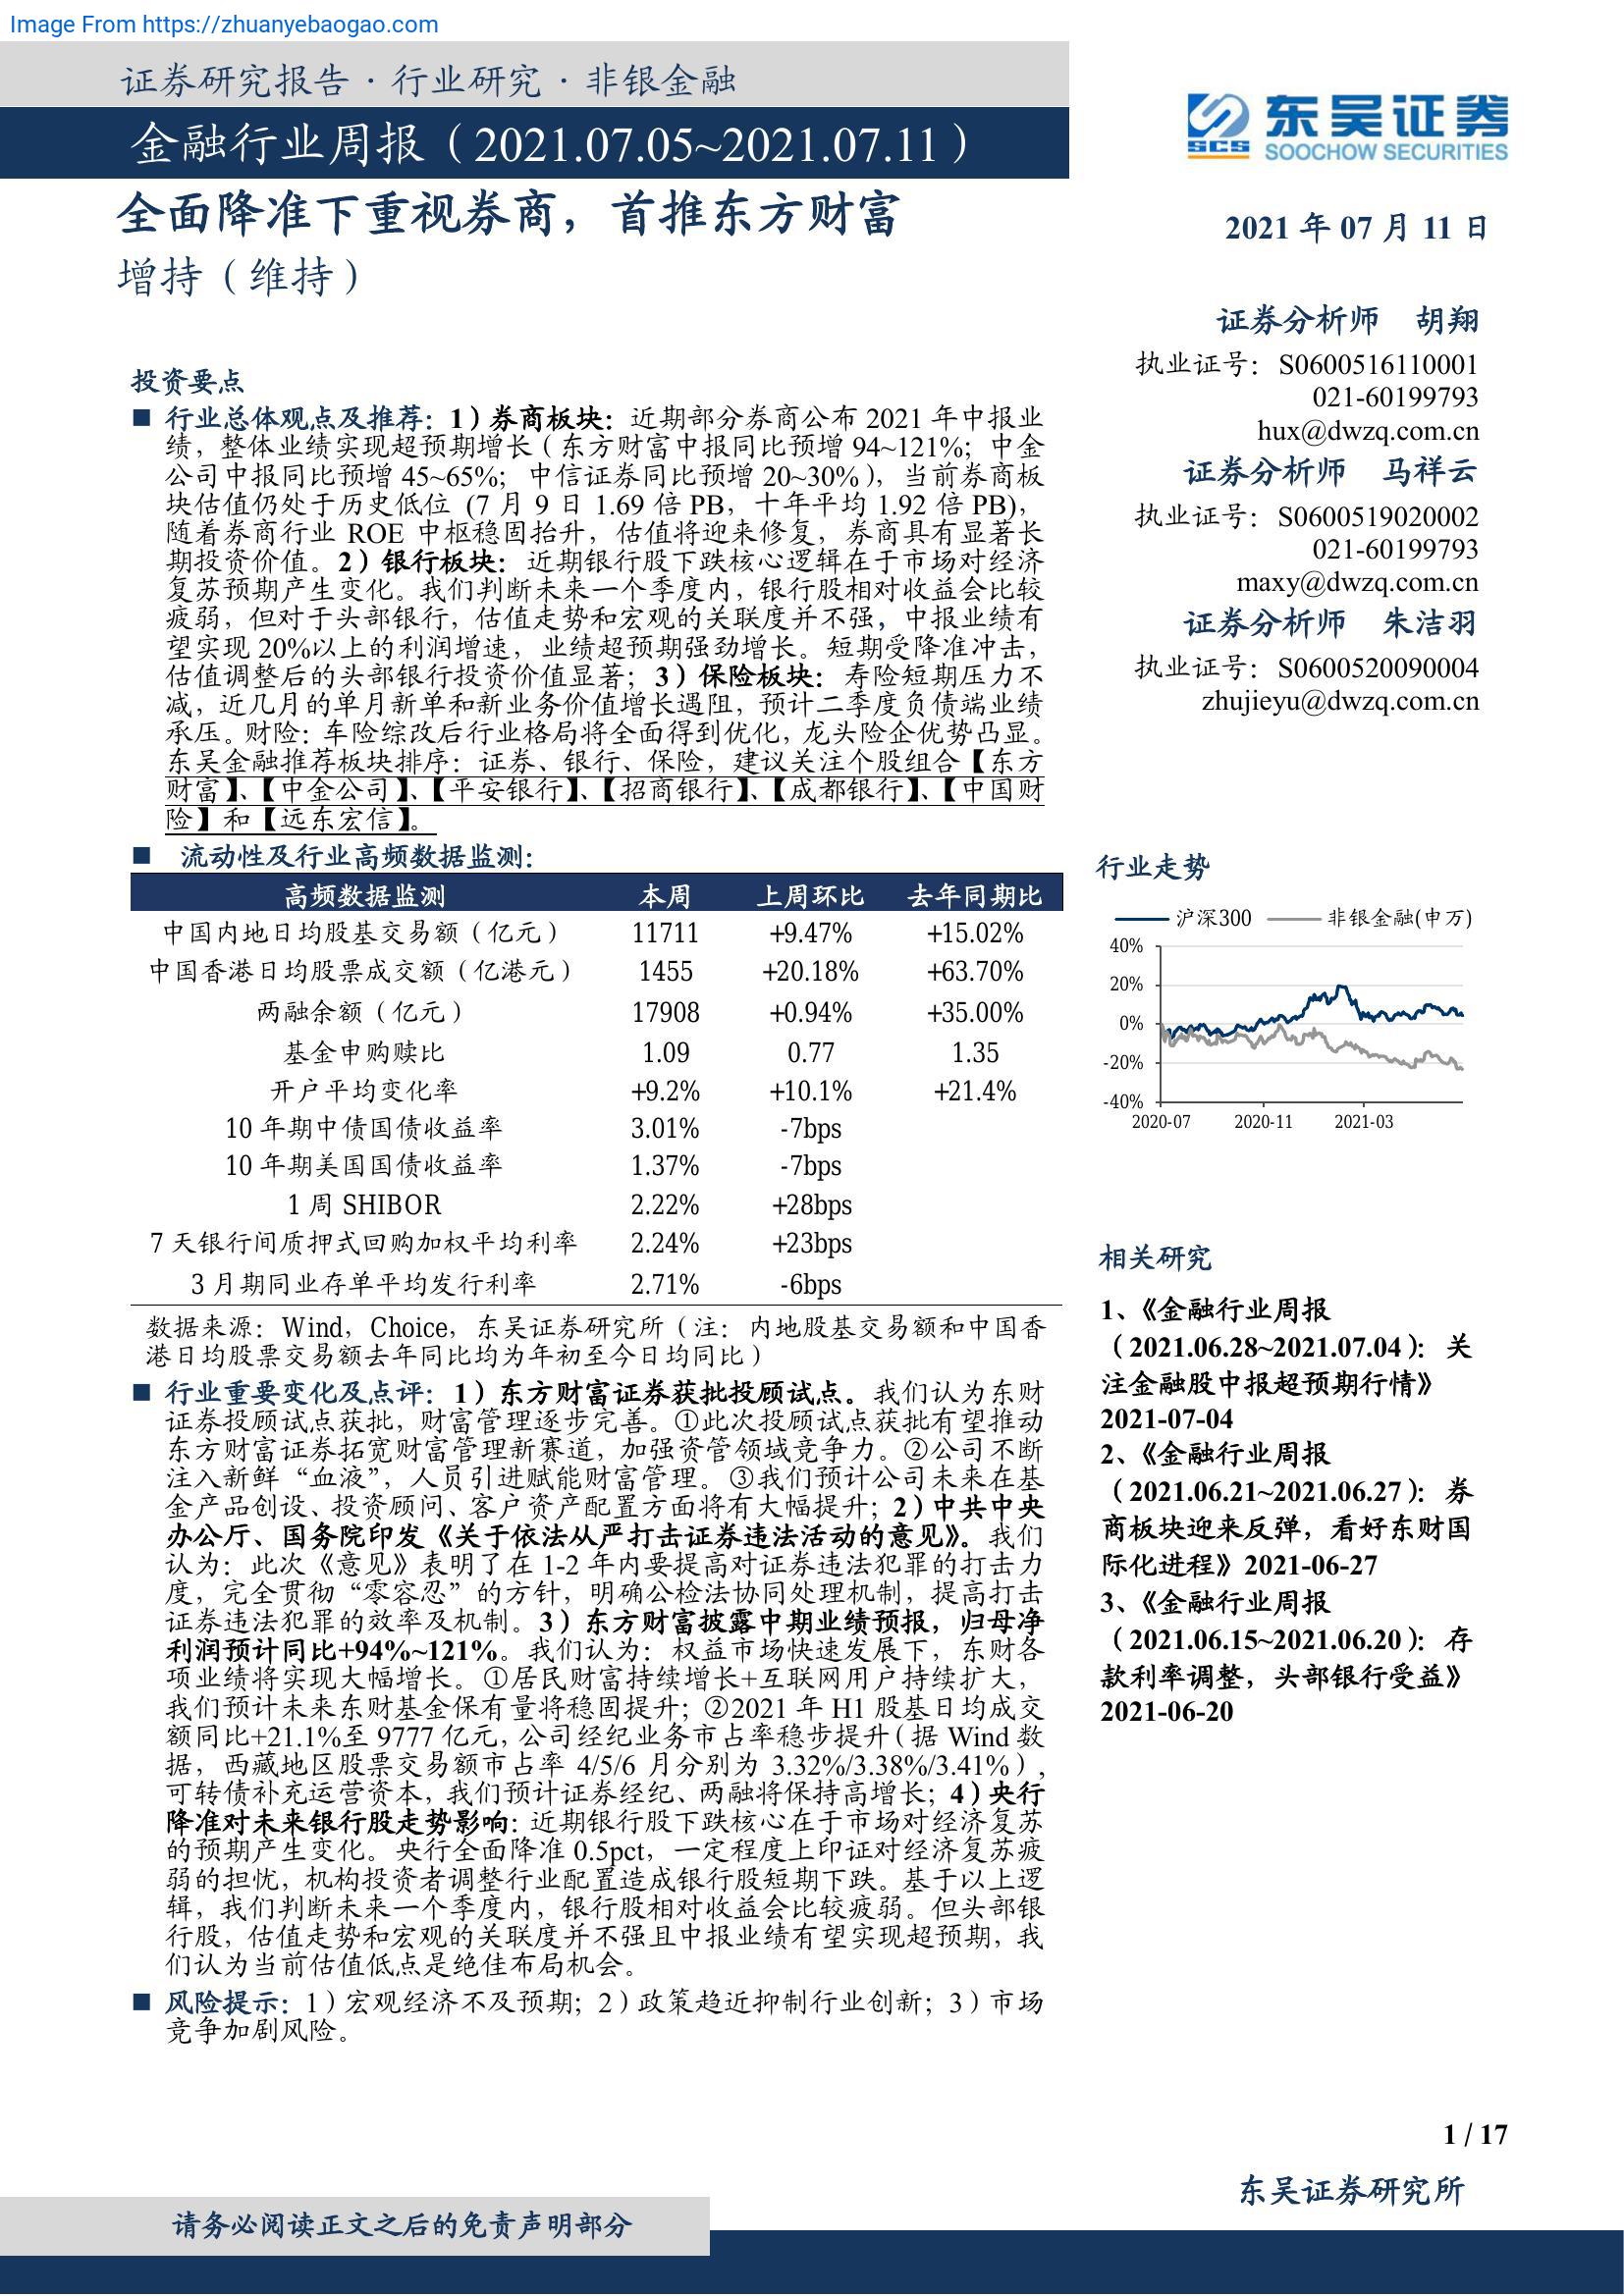 Image From https://zhuanyebaogao.com
证券研究报告·行业研究·非银金融
金融行业周报（2021.07.05~2021.07.11）
全面降准下重视券商，首推东方财富
增持（维持）
投资要点
■ 行业总体观点及推荐：1）券商板块：近期部分券商公布 2021 年中报业
绩，整体业绩实现超预期增长（东方财富中报同比预增 94~121%；中金
公司中报同比预增 45~65%；中信证券同比预增 20~30%），当前券商板
块估值仍处于历史低位 (7 月 9 日 1.69 倍 PB，十年平均 1.92 倍 PB)，
随着券商行业 ROE 中枢稳固抬升，估值将迎来修复，券商具有显著长
期投资价值。2）银行板块：近期银行股下跌核心逻辑在于市场对经济
复苏预期产生变化。我们判断未来一个季度内，银行股相对收益会比较
疲弱，但对于头部银行，估值走势和宏观的关联度并不强，中报业绩有
望实现 20%以上的利润增速，业绩超预期强劲增长。短期受降准冲击，
估值调整后的头部银行投资价值显著；3）保险板块：寿险短期压力不
减，近几月的单月新单和新业务价值增长遇阻，预计二季度负债端业绩
承压。财险：车险综改后行业格局将全面得到优化，龙头险企优势凸显。
东吴金融推荐板块排序：证券、银行、保险，建议关注个股组合【东方
财富】、【中金公司】、【平安银行】、【招商银行】、【成都银行】、【中国财
险】和【远东宏信】。
■ 流动性及行业高频数据监测：
高频数据监测 本周 上周环比 去年同期比
中国内地日均股基交易额（亿元） 11711 +9.47% +15.02%
中国香港日均股票成交额（亿港元） 1455 +20.18% +63.70%
两融余额（亿元） 17908 +0.94% +35.00%
基金申购赎比 1.09 0.77 1.35
开户平均变化率 +9.2% +10.1% +21.4%
10 年期中债国债收益率 3.01% -7bps
10 年期美国国债收益率 1.37% -7bps
1 周 SHIBOR 2.22% +28bps
7 天银行间质押式回购加权平均利率 2.24% +23bps
3 月期同业存单平均发行利率 2.71% -6bps
数据来源：Wind，Choice，东吴证券研究所（注：内地股基交易额和中国香
港日均股票交易额去年同比均为年初至今日均同比）
■ 行业重要变化及点评：1）东方财富证券获批投顾试点。我们认为东财
证券投顾试点获批，财富管理逐步完善。①此次投顾试点获批有望推动
东方财富证券拓宽财富管理新赛道，加强资管领域竞争力。②公司不断
注入新鲜“血液”，人员引进赋能财富管理。③我们预计公司未来在基
金产品创设、投资顾问、客户资产配置方面将有大幅提升；2）中共中央
办公厅、国务院印发《关于依法从严打击证券违法活动的意见》。我们
认为：此次《意见》表明了在 1-2 年内要提高对证券违法犯罪的打击力
度，完全贯彻“零容忍”的方针，明确公检法协同处理机制，提高打击
证券违法犯罪的效率及机制。3）东方财富披露中期业绩预报，归母净
利润预计同比+94%~121%。我们认为：权益市场快速发展下，东财各
项业绩将实现大幅增长。①居民财富持续增长+互联网用户持续扩大，
我们预计未来东财基金保有量将稳固提升；②2021 年 H1 股基日均成交
额同比+21.1%至 9777 亿元，公司经纪业务市占率稳步提升（据 Wind 数
据，西藏地区股票交易额市占率 4/5/6 月分别为 3.32%/3.38%/3.41%），
可转债补充运营资本，我们预计证券经纪、两融将保持高增长；4）央行
降准对未来银行股走势影响：近期银行股下跌核心在于市场对经济复苏
的预期产生变化。央行全面降准 0.5pct，一定程度上印证对经济复苏疲
弱的担忧，机构投资者调整行业配置造成银行股短期下跌。基于以上逻
辑，我们判断未来一个季度内，银行股相对收益会比较疲弱。但头部银
行股，估值走势和宏观的关联度并不强且中报业绩有望实现超预期，我
们认为当前估值低点是绝佳布局机会。
■ 风险提示：1）宏观经济不及预期；2）政策趋近抑制行业创新；3）市场
竞争加剧风险。
SCS
东吴证券
SOOCHOW SECURITIES
2021 年 07 月 11 日
证券分析师 胡翔
执业证号：S0600516110001
021-60199793
hux@dwzq.com.cn
证券分析师 马祥云
执业证号：S0600519020002
021-60199793
maxy@dwzq.com.cn
证券分析师 朱洁羽
执业证号：S0600520090004
zhujieyu@dwzq.com.cn
行业走势
沪深300 非银金融(申万)
40%
20%
0%
-20%
-40%
2020-07 2020-11 2021-03
相关研究
1、《金融行业周报
（2021.06.28~2021.07.04）：关
注金融股中报超预期行情》
2021-07-04
2、《金融行业周报
（2021.06.21~2021.06.27）：券
商板块迎来反弹，看好东财国
际化进程》2021-06-27
3、《金融行业周报
（2021.06.15~2021.06.20）：存
款利率调整，头部银行受益》
2021-06-20
1 / 17
东吴证券研究所
请务必阅读正文之后的免责声明部分